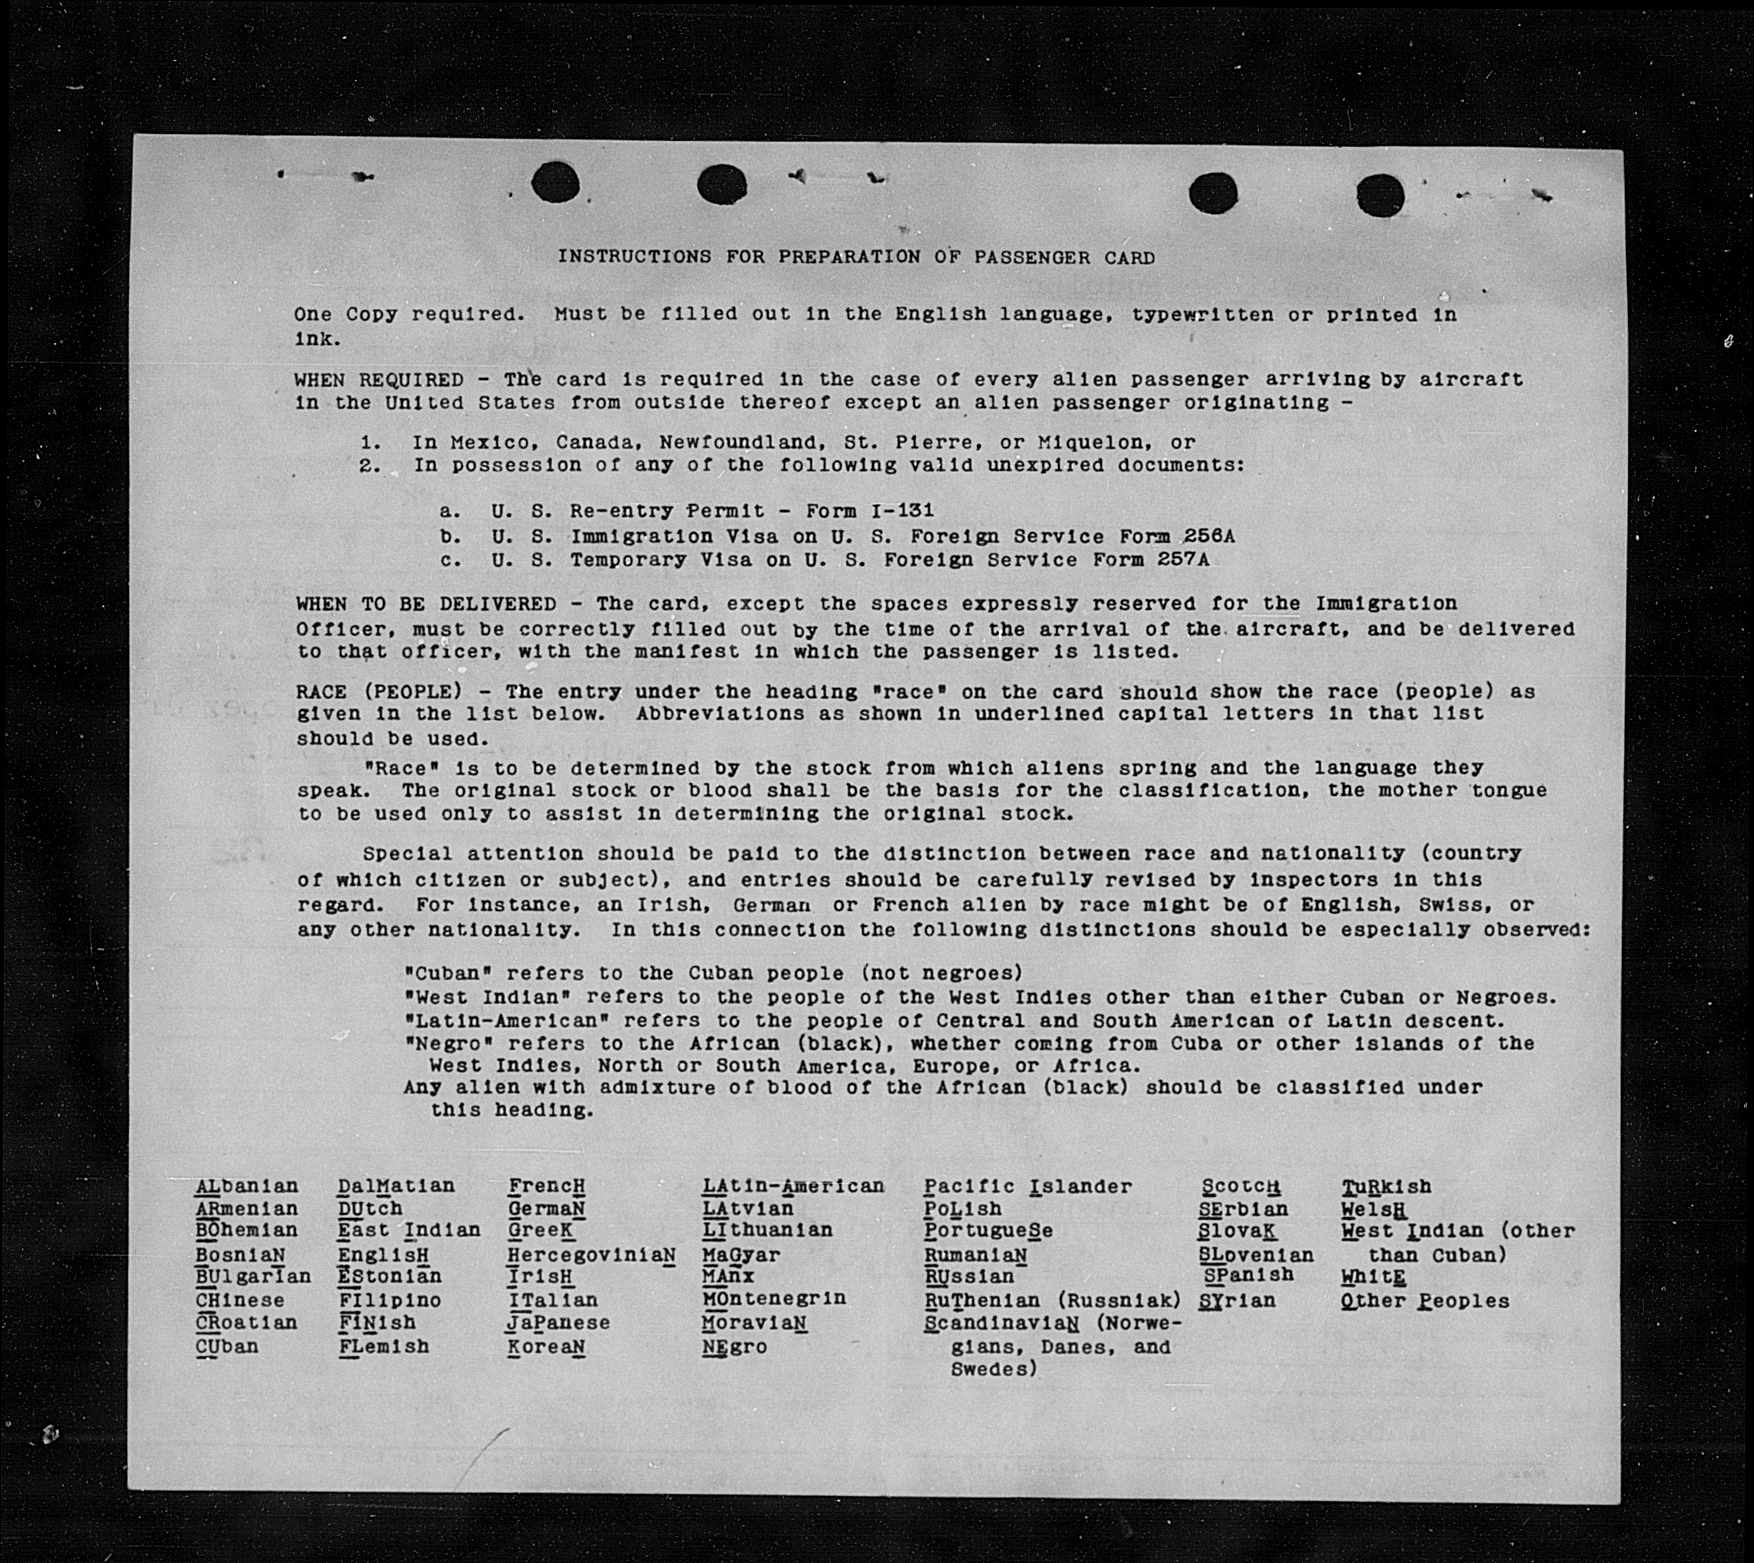 INSTRUCTIONS FOR PREPARATION OF PASSENGER CARD
One Copy required. Must be filled out in the English language, typewritten or printed in
ink.
WHEN REQUIRED - The card is required in the case of every alien passenger arriving by aircraft
in the United States from outside thereof except an alien passenger originating -
1. In Mexico, Canada, Newfoundland, St. Pierre, or Miquelon, or
2. In possession of any of the following valid unexpired documents:
a. U. S. Re-entry Permit - Form I-131
b. U. S. Immigration Visa on U. S. Foreign Service Form 256A
c. U. S. Temporary Visa on U. S. Foreign Service Form 257A
WHEN TO BE DELIVERED - The card, except the spaces expressly reserved for the Immigration
Officer, must be correctly filled out by the time of the arrival of the aircraft, and be delivered
to that officer, with the manifest in which the passenger is listed.
RACE (PEOPLE) - The entry under the heading "race" on the card should show the race (people) as
given in the list below. Abbreviations as shown in underlined capital letters in that list
should be used.
"Race" is to be determined by the stock from which aliens spring and the language they
speak. The original stock or blood shall be the basis for the classification, the mother tongue
to be used only to assist in determining the original stock.
Special attention should be paid to the distinction between race and nationality (country
of which citizen or subject), and entries should be carefully revised by inspectors in this
regard. For instance, an Irish, German or French alien by race might be of English, Swiss, or
any other nationality. In this connection the following distinctions should be especially observed:
"Cuban" refers to the Cuban people (not negroes)
"West Indian" refers to the people of the West Indies other than either Cuban or Negroes.
"Latin-American" refers to the people of Central and South American of Latin descent.
"Negro" refers to the African (black), whether coming from Cuba or other islands of the
West Indies, North or South America, Europe, or Africa.
Any alien with admixture of blood of the African (black) should be classified under
this heading.
ALbanian DalMatian FrencH LAtin-American Pacific Islander ScotcH TuRkish
ARmenian DUtch GermaN LAtvian PoLish SErbian WelsH
BOhemian East Indian GreeK LIthuanian PortugueSe SlovaK West Indian (other
BosniaN EnglisH HercegoviniaN MaGyar RumaniaN SLovenian than Cuban)
BUlgarIan EStonian IrisH MAnx RUssian SPanish WhitE
CHinese FIlipino ITalian MOntenegrin RuThenian (Russniak) SYrian Other Peoples
CRoatian FINish JaPanese MoraviaN ScandinaviaN (Norwe-
CUban FLemish KoreaN NEgro gians, Danes, and
Swedes)